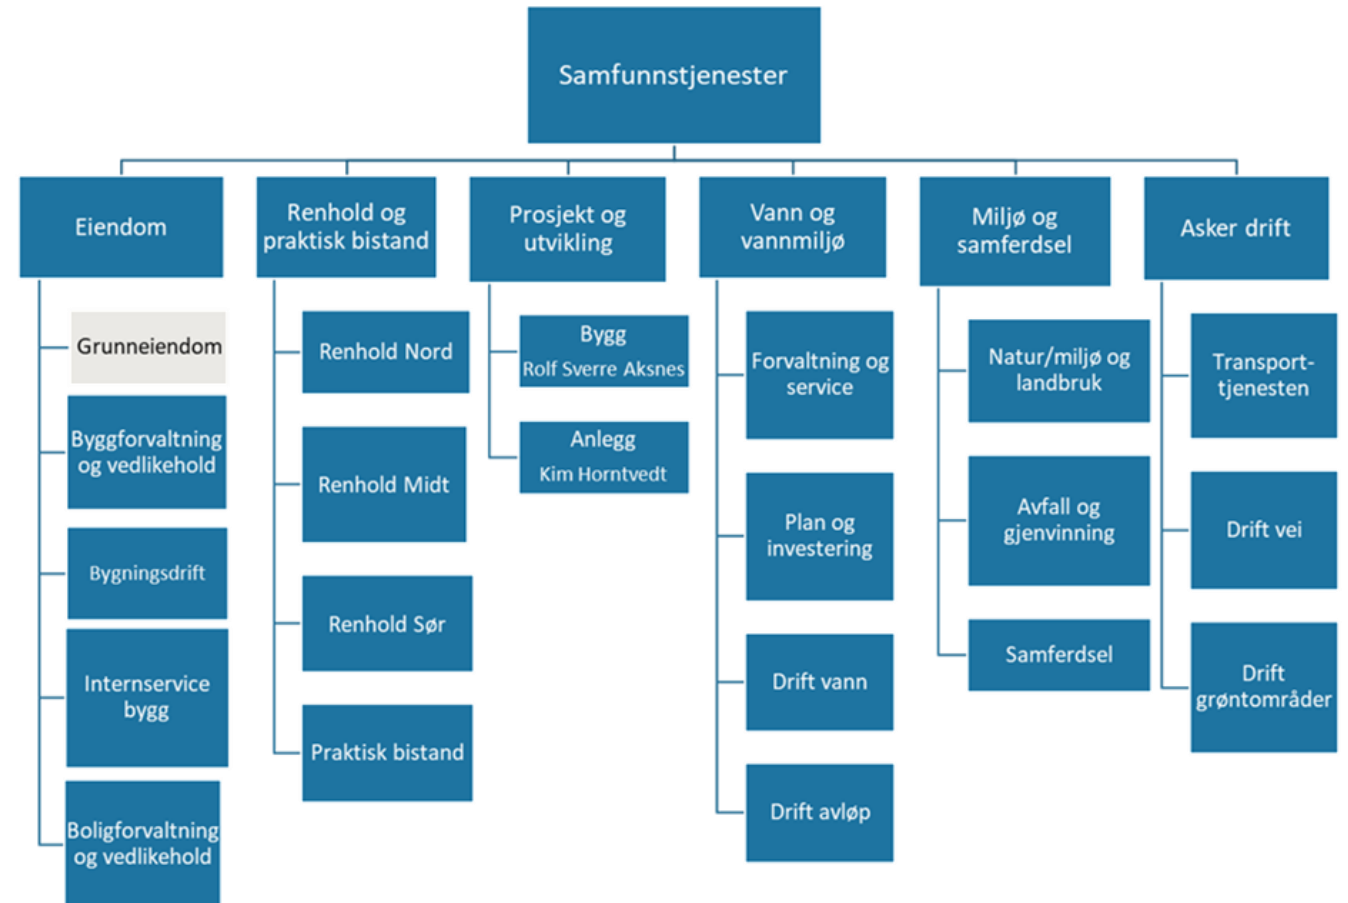 Samfunnstjenester
Eiendom
Renhold og
praktisk bistand
Prosjekt og
utvikling
Vann og
vannmiljø
Miljø og
samferdsel
Asker drift
Grunneiendom
Byggforvaltning
og vedlikehold
Bygningsdrift
Internservice
bygg
Boligforvaltning
og vedlikehold
Renhold Nord
Renhold Midt
Renhold Sør
Praktisk bistand
Bygg
Rolf Sverre Aksnes
Anlegg
Kim Horntvedt
Forvaltning og
service
Plan og
investering
Drift vann
Drift avløp
Natur/miljø og
landbruk
Avfall og
gjenvinning
Samferdsel
Transport-
tjenesten
Drift vei
Drift
grøntområder